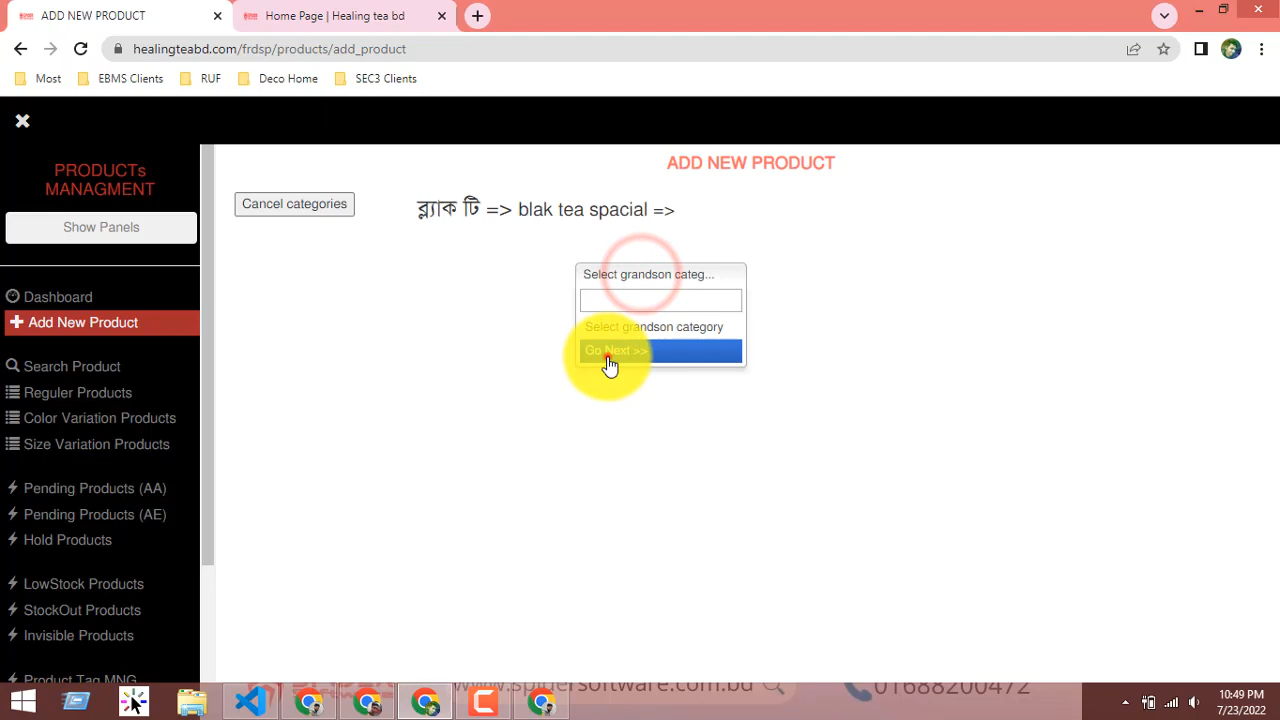 ADD NEW PRODUCT
Home Page | Healing tea bd
healingteabd.com/frdsp/products/add_product
Most
EBMS Clients
RUF
Deco Home
SEC3 Clients
PRODUCTs
MANAGMENT
Show Panels
Dashboard
Add New Product
Search Product
Reguler Products
Color Variation Products
Size Variation Products
Pending Products (AA)
Pending Products (AE)
Hold Products
LowStock Products
StockOut Products
Invisible Products
Product Tag MNG
ADD NEW PRODUCT
Cancel categories
ব্ল্যাক টি => blak tea spacial =>
Select grandson categ...
Select grandson category
Go Next >>
www.spidersoftware.com.bd
01688200472
10:49 PM
7/23/2022